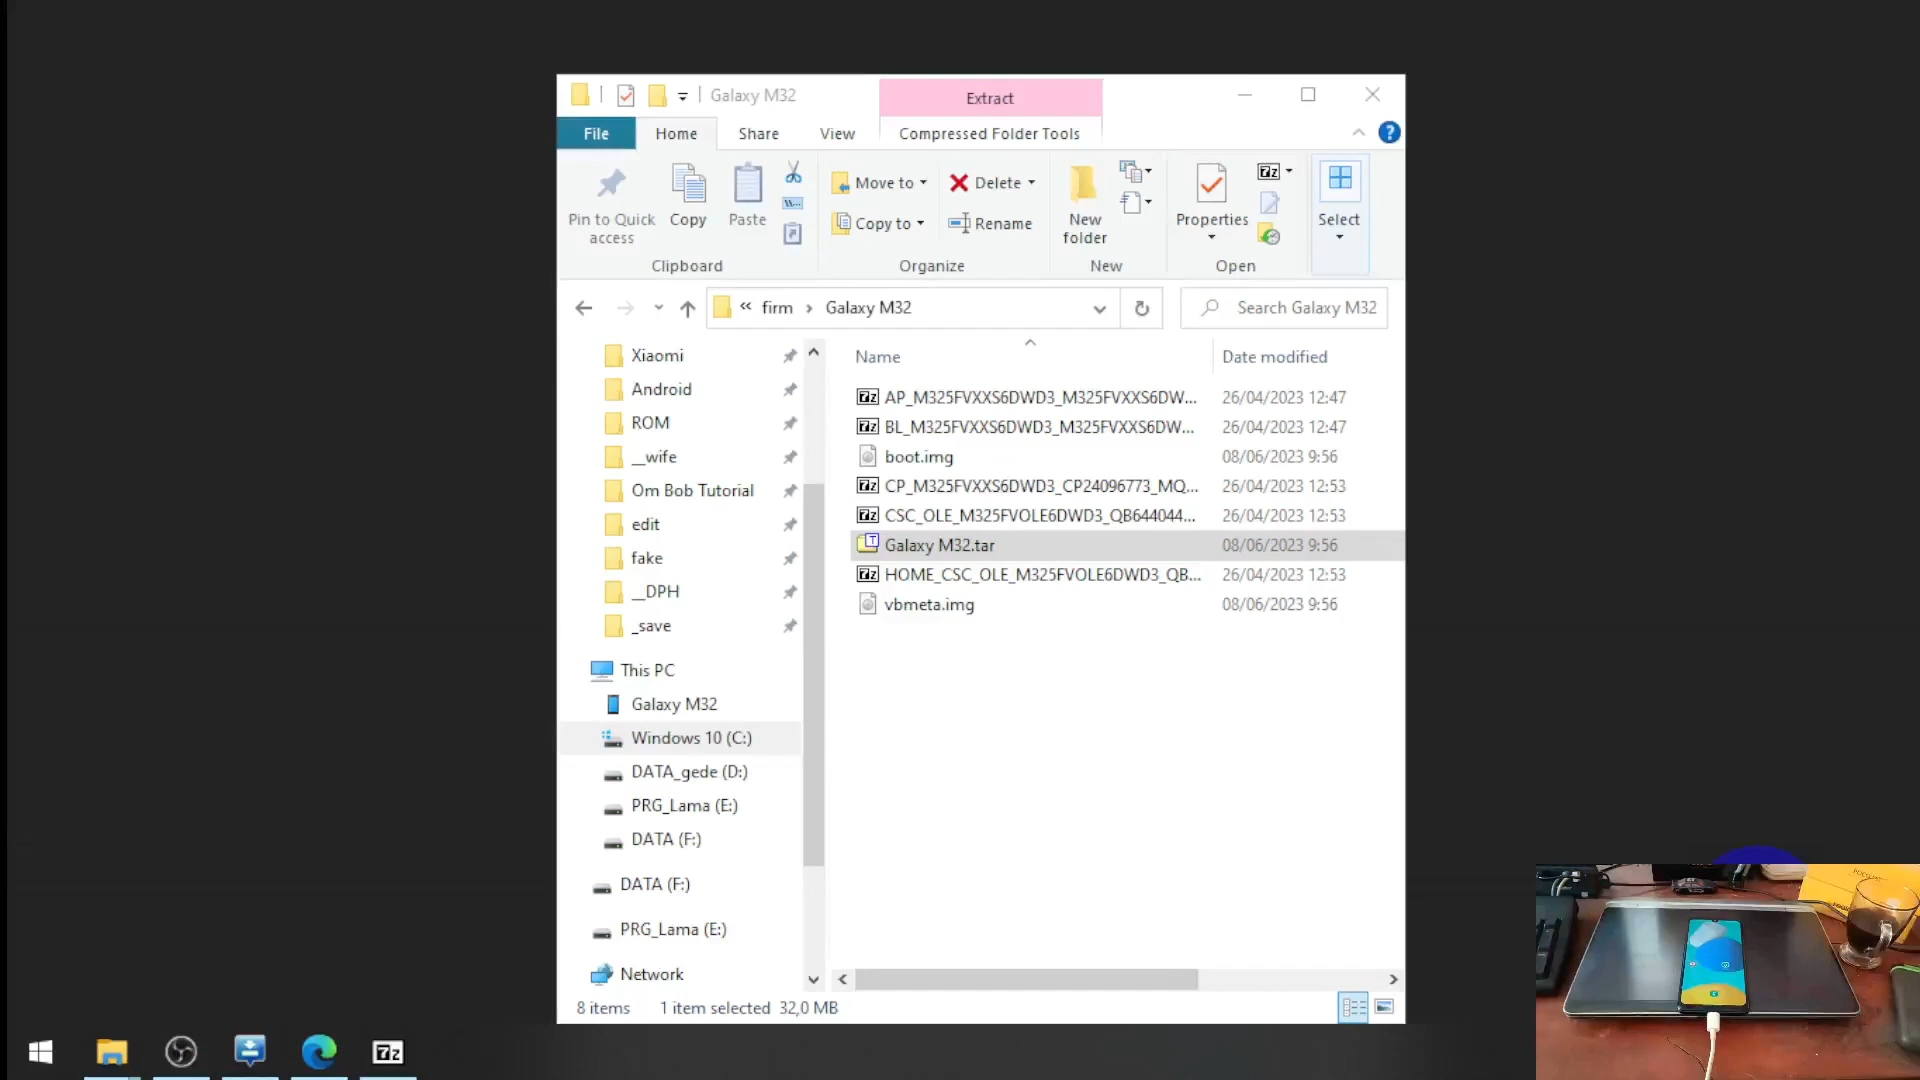 Galaxy M32
Extract
File
Home
Share
View
Compressed Folder Tools
Pin to Quick
access
Copy
Paste
Move to
Copy to
Delete
Rename
New
folder
Properties
Select
Clipboard
Organize
New
Open
« firm › Galaxy M32
Search Galaxy M32
Xiaomi
Android
ROM
__wife
Om Bob Tutorial
edit
fake
__DPH
_save
This PC
Galaxy M32
Windows 10 (C:)
DATA_gede (D:)
PRG_Lama (E:)
DATA (F:)
DATA (F:)
PRG_Lama (E:)
Network
Name Date modified
AP_M325FVXXS6DWD3_M325FVXXS6DW... 26/04/2023 12:47
BL_M325FVXXS6DWD3_M325FVXXS6DW... 26/04/2023 12:47
boot.img 08/06/2023 9:56
CP_M325FVXXS6DWD3_CP24096773_MQ... 26/04/2023 12:53
CSC_OLE_M325FVOLE6DWD3_QB644044... 26/04/2023 12:53
Galaxy M32.tar 08/06/2023 9:56
HOME_CSC_OLE_M325FVOLE6DWD3_QB... 26/04/2023 12:53
vbmeta.img 08/06/2023 9:56
8 items 1 item selected 32,0 MB
7z